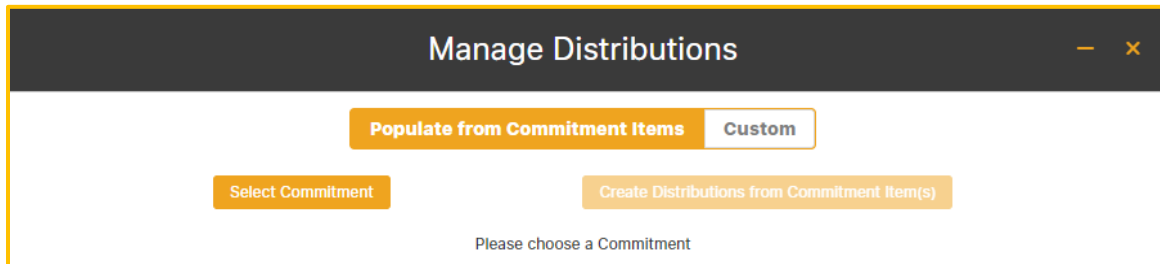 Manage Distributions
Populate from Commitment Items Custom
Select Commitment Create Distributions from Commitment Item(s)
Please choose a Commitment